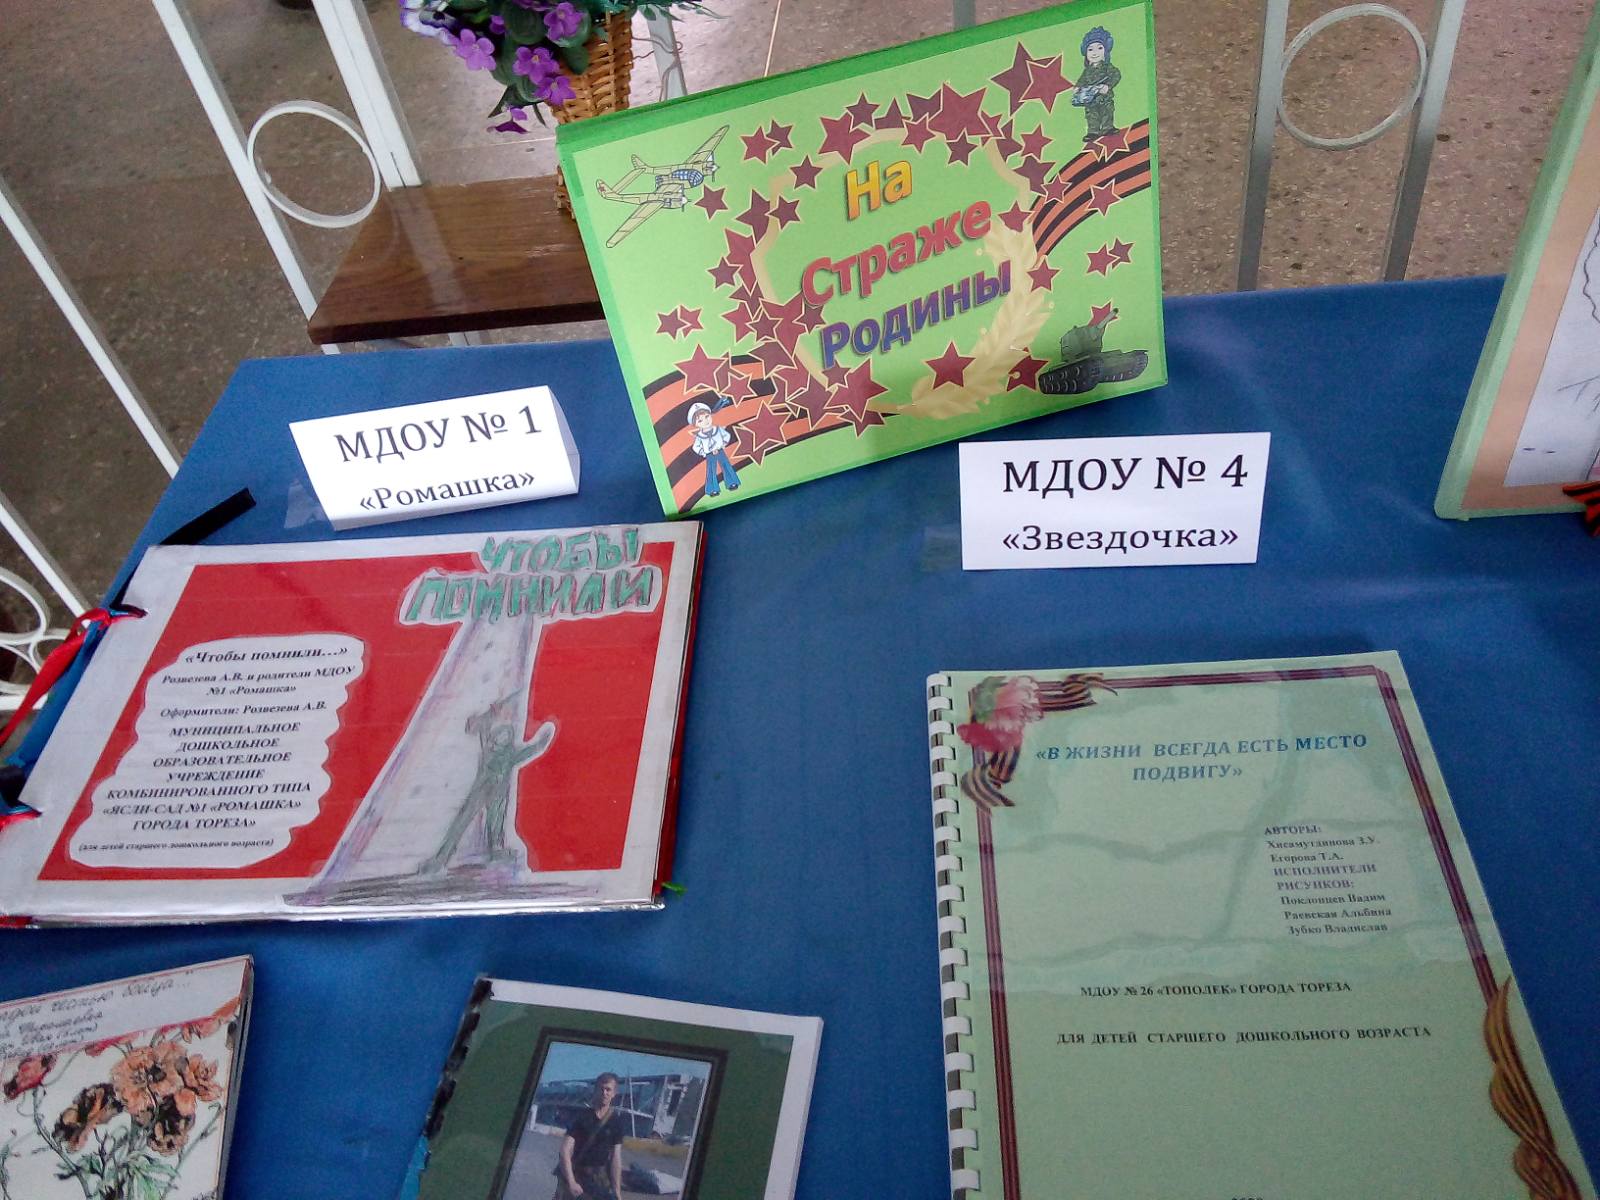 На
Страже
Родины
МДОУ № 1
«Ромашка»
МДОУ № 4
«Звездочка»
ЧТОБЫ
ПОМНИЛИ
«Чтобы помнили...»
Розвезева А.В. и родители МДОУ
№1 «Ромашка»
Оформители: Розвезева А.В.
МУНИЦИПАЛЬНОЕ
ДОШКОЛЬНОЕ
ОБРАЗОВАТЕЛЬНОЕ
УЧРЕЖДЕНИЕ
КОМБИНИРОВАННОГО ТИПА
«ЯСЛИ-САД №1 «РОМАШКА»
ГОРОДА ТОРЕЗА»
(для детей старшего дошкольного возраста)
«В ЖИЗНИ ВСЕГДА ЕСТЬ МЕСТО
ПОДВИГУ»
АВТОРЫ:
Хисамутдинова З.У.
Егорова Т.А.
ИСПОЛНИТЕЛИ
РИСУНКОВ:
Поклонцев Вадим
Раевская Альбина
Зубко Владислав
МДОУ № 26 «ТОПОЛЕК» ГОРОДА ТОРЕЗА
ДЛЯ ДЕТЕЙ СТАРШЕГО ДОШКОЛЬНОГО ВОЗРАСТА